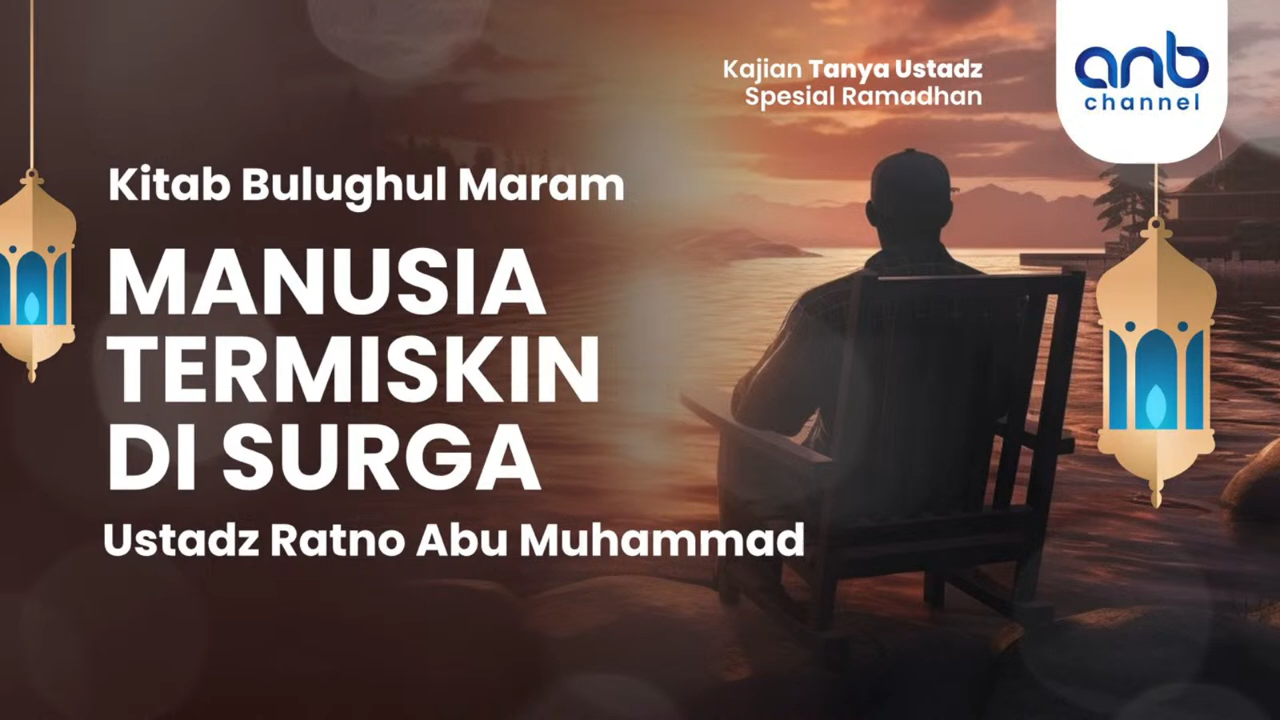 Kajian Tanya Ustadz
Spesial Ramadhan
anb
channel
Kitab Bulughul Maram
MANUSIA
TERMISKIN
DI SURGA
Ustadz Ratno Abu Muhammad